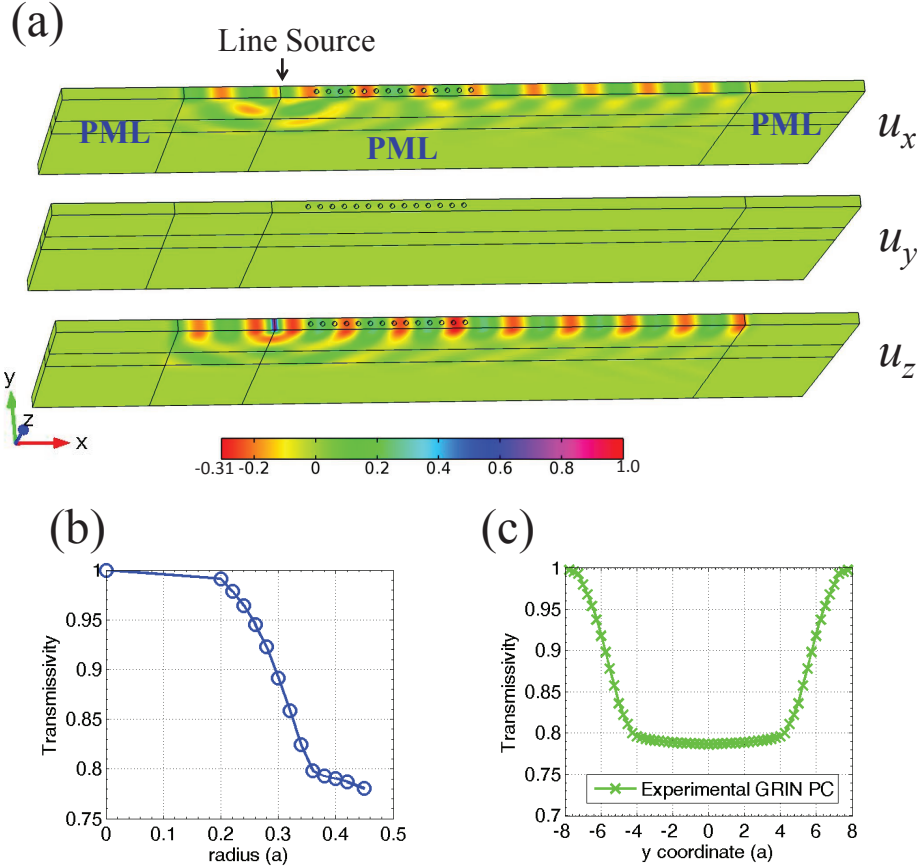 (a)
Line Source
PML PML PML
u_x
u_y
u_z
y
z
x
-0.31 -0.2 0 0.2 0.4 0.6 0.8 1.0
(b)
Transmissivity
1
0.95
0.9
0.85
0.8
0.75
0 0.1 0.2 0.3 0.4 0.5
radius (a)
(c)
Transmissivity
1
0.95
0.9
0.85
0.8
0.75
0.7
Experimental GRIN PC
-8 -6 -4 -2 0 2 4 6 8
y coordinate (a)